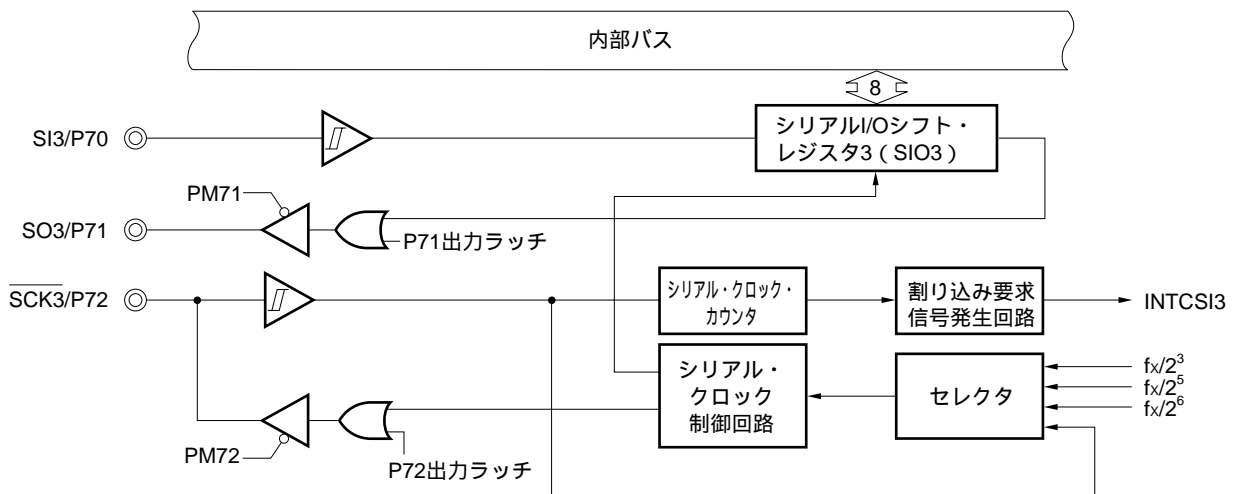 内部バス
8
SI3/P70
シリアルI/Oシフト・
レジスタ3(SIO3)
PM71
SO3/P71
P71出力ラッチ
SCK3/P72
シリアル・クロック・
カウンタ
割り込み要求
信号発生回路
INTCSI3
シリアル・
クロック
制御回路
セレクタ
fx/2³
fx/2⁵
fx/2⁶
PM72
P72出力ラッチ